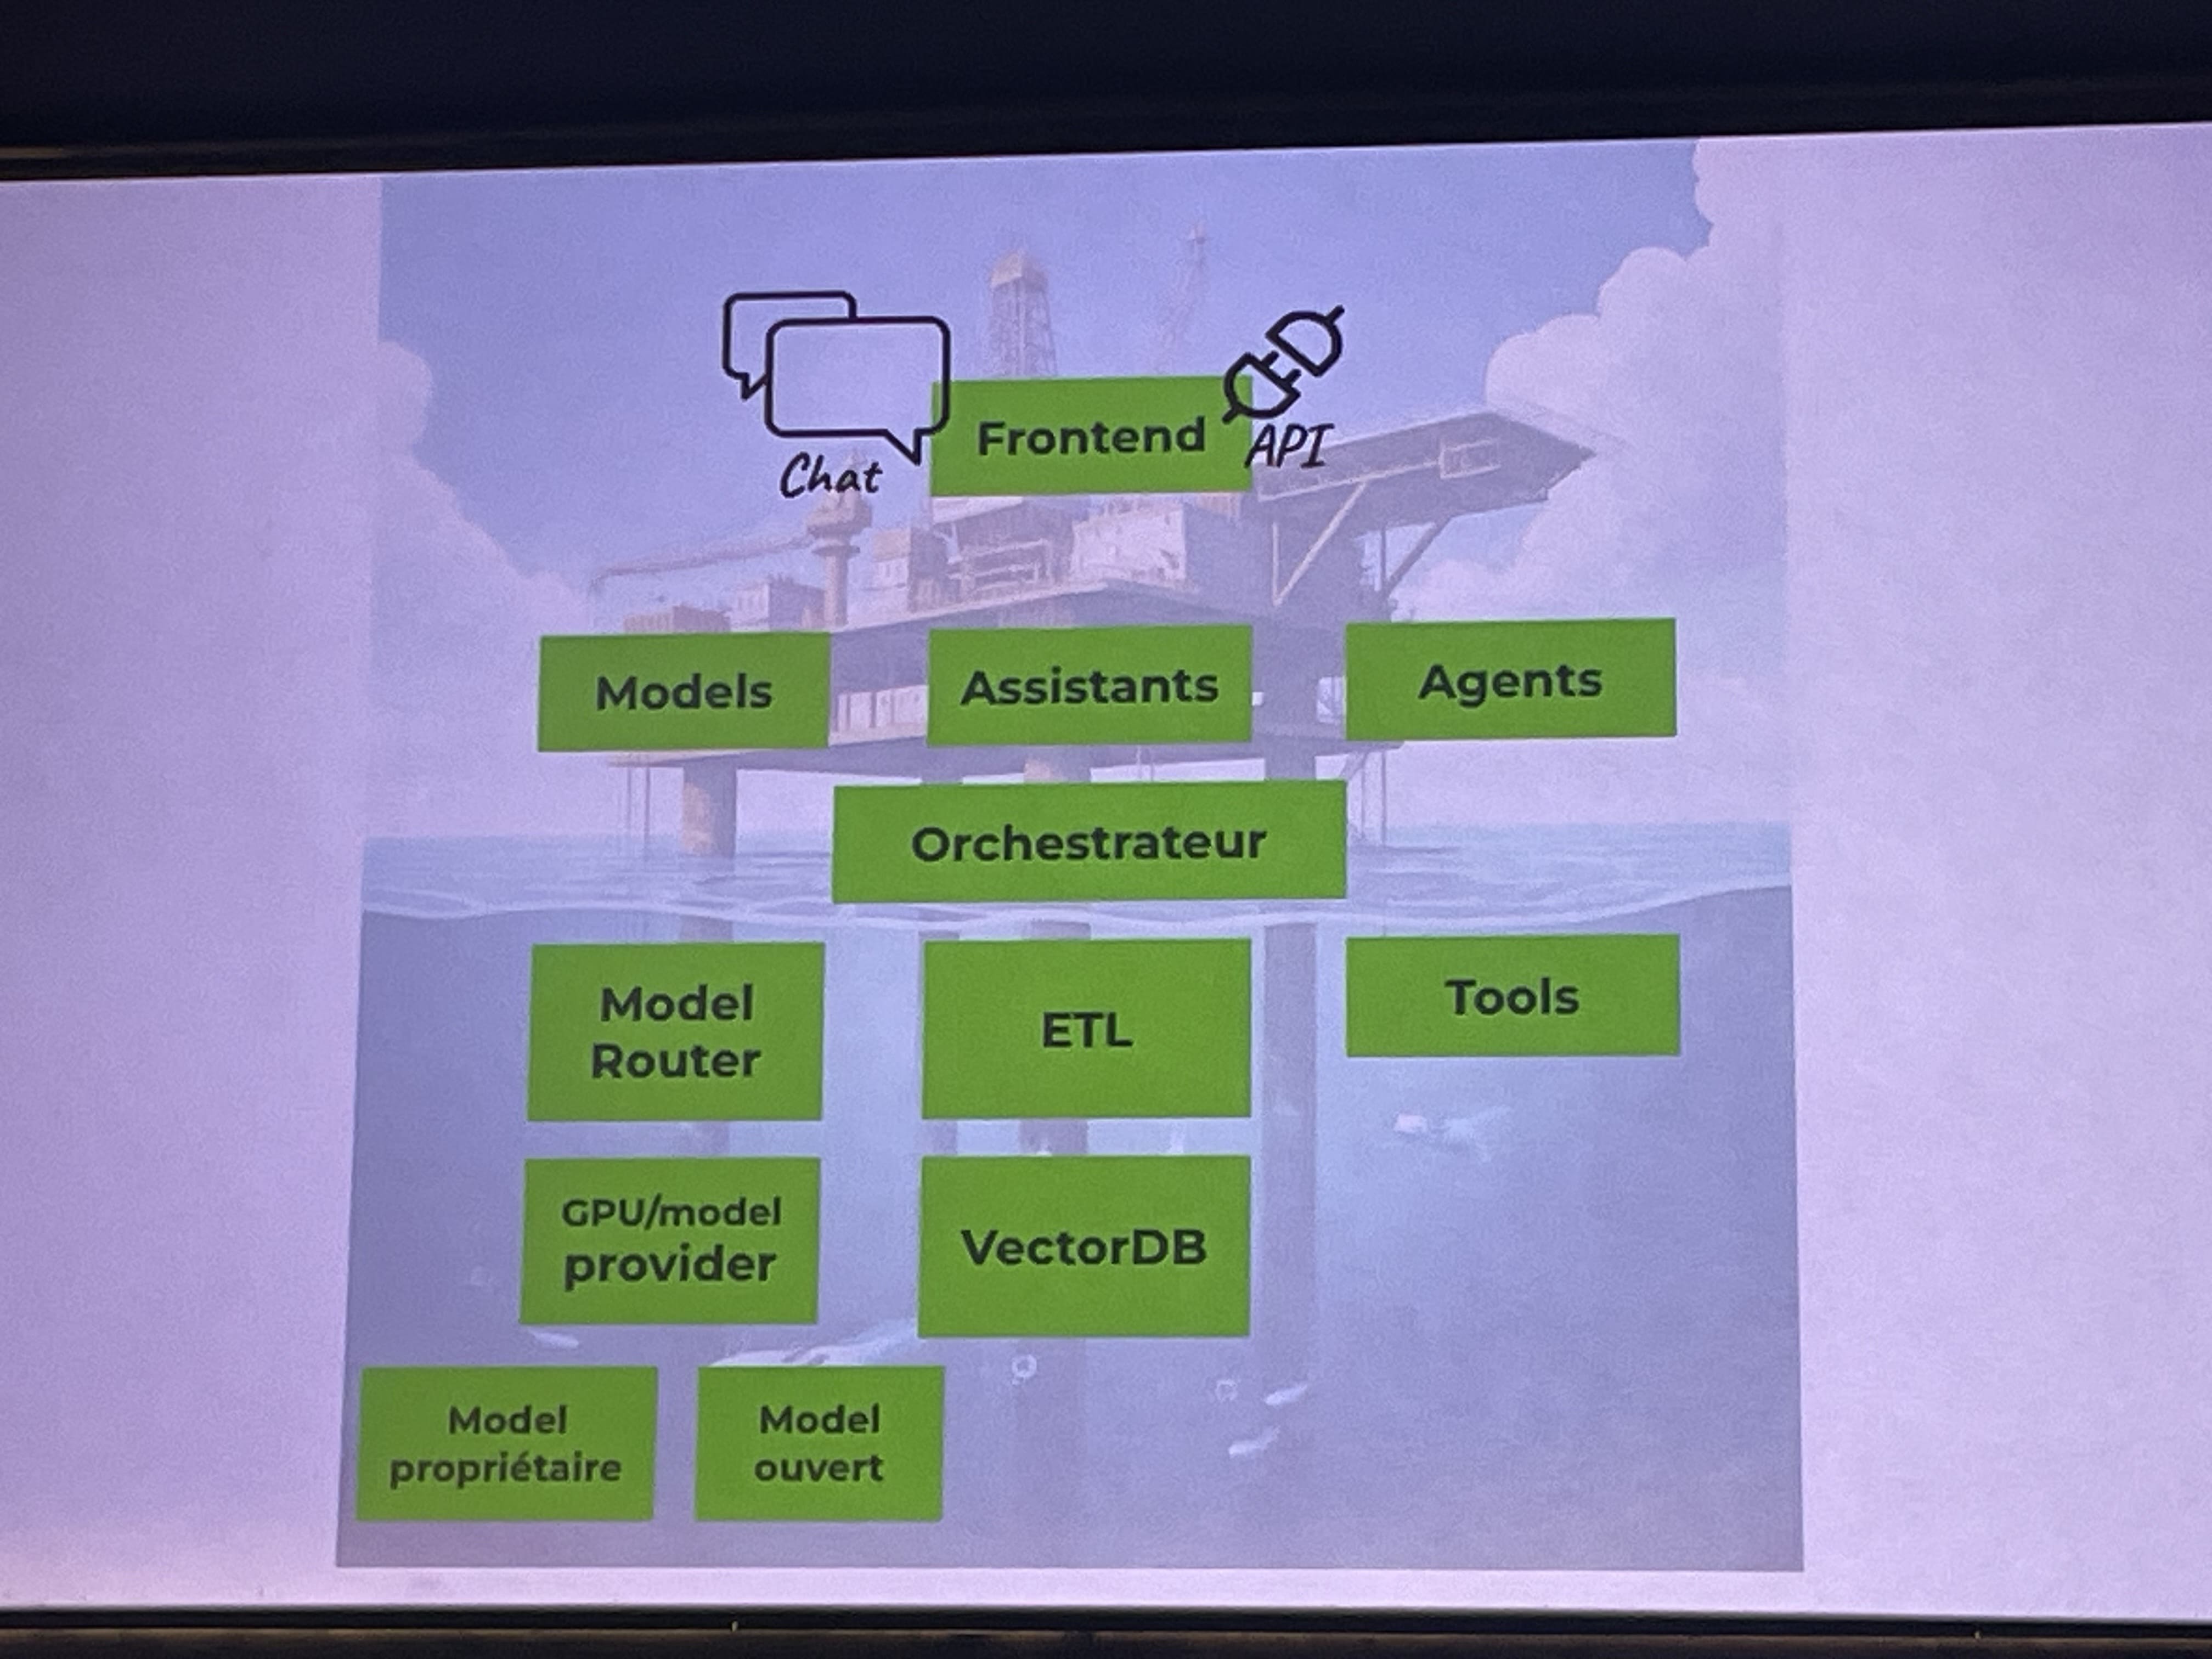 Chat
Frontend
API
Models
Assistants
Agents
Orchestrateur
Model
Router
ETL
Tools
GPU/model
provider
VectorDB
Model
propriétaire
Model
ouvert